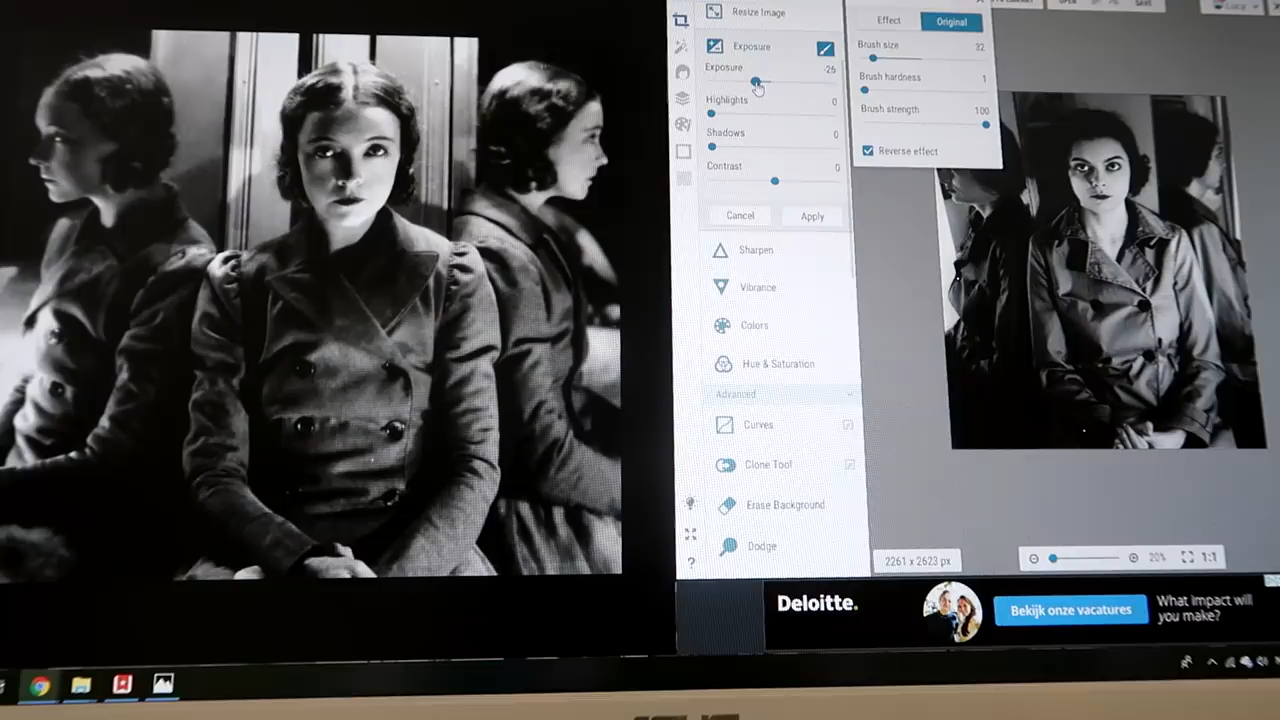 Resize Image
Exposure
Exposure -26
Highlights 0
Shadows 0
Contrast 0
Cancel Apply
Sharpen
Vibrance
Colors
Hue & Saturation
Advanced
Curves
Clone Tool
Erase Background
Dodge
?
OPEN SAVE
Effect Original
Brush size 32
Brush hardness 1
Brush strength 100
Reverse effect
2261 x 2623 px
20% 1:1
Deloitte.
Bekijk onze vacatures
What impact will
you make?